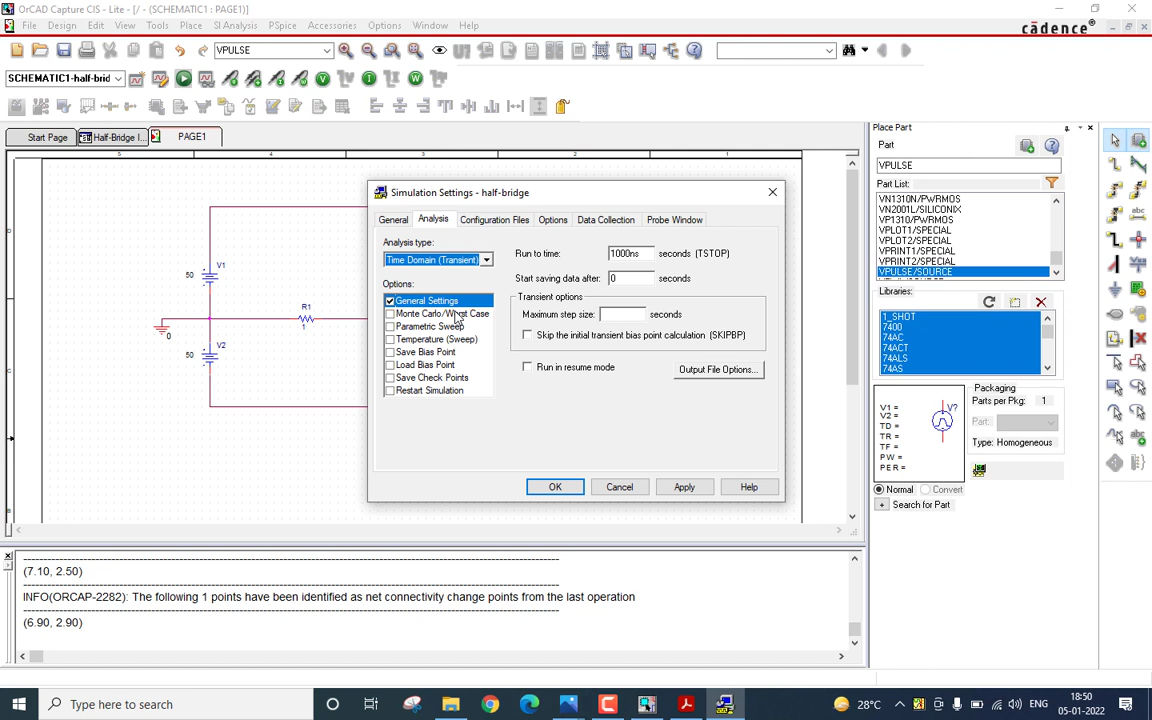 OrCAD Capture CIS - Lite - [/ - (SCHEMATIC1 : PAGE1)]
File Design Edit View Tools Place SI Analysis PSpice Accessories Options Window Help
cādence®
VPULSE
SCHEMATIC1-half-brid
Start Page
Half-Bridge I...
PAGE1
5 4 3 2 1
V1
50
R1
1
0
V2
50
Simulation Settings - half-bridge
General Analysis Configuration Files Options Data Collection Probe Window
Analysis type:
Time Domain (Transient)
Options:
General Settings
Monte Carlo/Worst Case
Parametric Sweep
Temperature (Sweep)
Save Bias Point
Load Bias Point
Save Check Points
Restart Simulation
Run to time: 1000ns seconds (TSTOP)
Start saving data after: 0 seconds
Transient options
Maximum step size: seconds
Skip the initial transient bias point calculation (SKIPBP)
Run in resume mode
Output File Options...
OK Cancel Apply Help
Place Part
Part
VPULSE
Part List:
VN1310N/PWRMOS
VN2001L/SILICONIX
VP1310/PWRMOS
VPLOT1/SPECIAL
VPLOT2/SPECIAL
VPRINT1/SPECIAL
VPRINT2/SPECIAL
VPULSE/SOURCE
Libraries:
1_SHOT
7400
74AC
74ACT
74ALS
74AS
V1 =
V2 =
TD =
TR =
TF =
PW =
PER =
V?
Packaging
Parts per Pkg: 1
Part:
Type: Homogeneous
Normal Convert
Search for Part
(7.10, 2.50)
INFO(ORCAP-2282): The following 1 points have been identified as net connectivity change points from the last operation
(6.90, 2.90)
Type here to search
28°C
ENG
18:50
05-01-2022